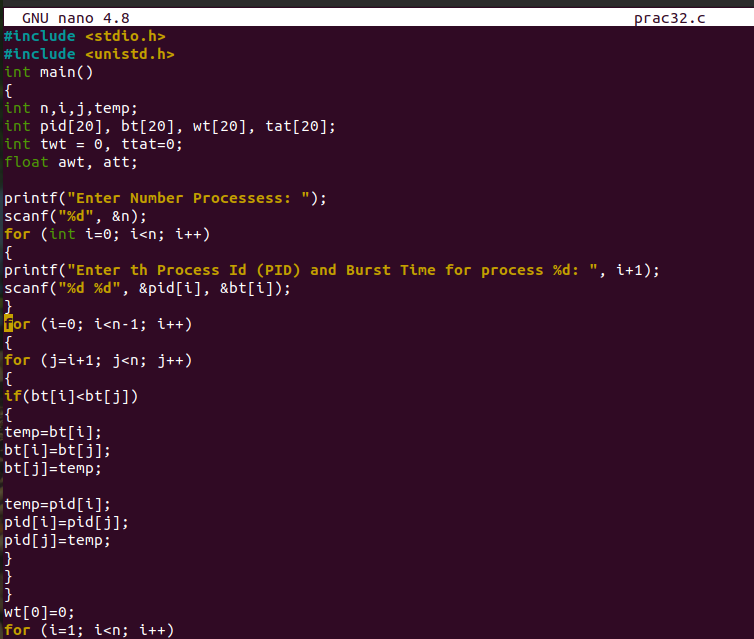 GNU nano 4.8 prac32.c
#include <stdio.h>
#include <unistd.h>
int main()
{
int n,i,j,temp;
int pid[20], bt[20], wt[20], tat[20];
int twt = 0, ttat=0;
float awt, att;
printf("Enter Number Processess: ");
scanf("%d", &n);
for (int i=0; i<n; i++)
{
printf("Enter th Process Id (PID) and Burst Time for process %d: ", i+1);
scanf("%d %d", &pid[i], &bt[i]);
}
for (i=0; i<n-1; i++)
{
for (j=i+1; j<n; j++)
{
if(bt[i]<bt[j])
{
temp=bt[i];
bt[i]=bt[j];
bt[j]=temp;
temp=pid[i];
pid[i]=pid[j];
pid[j]=temp;
}
}
}
wt[0]=0;
for (i=1; i<n; i++)